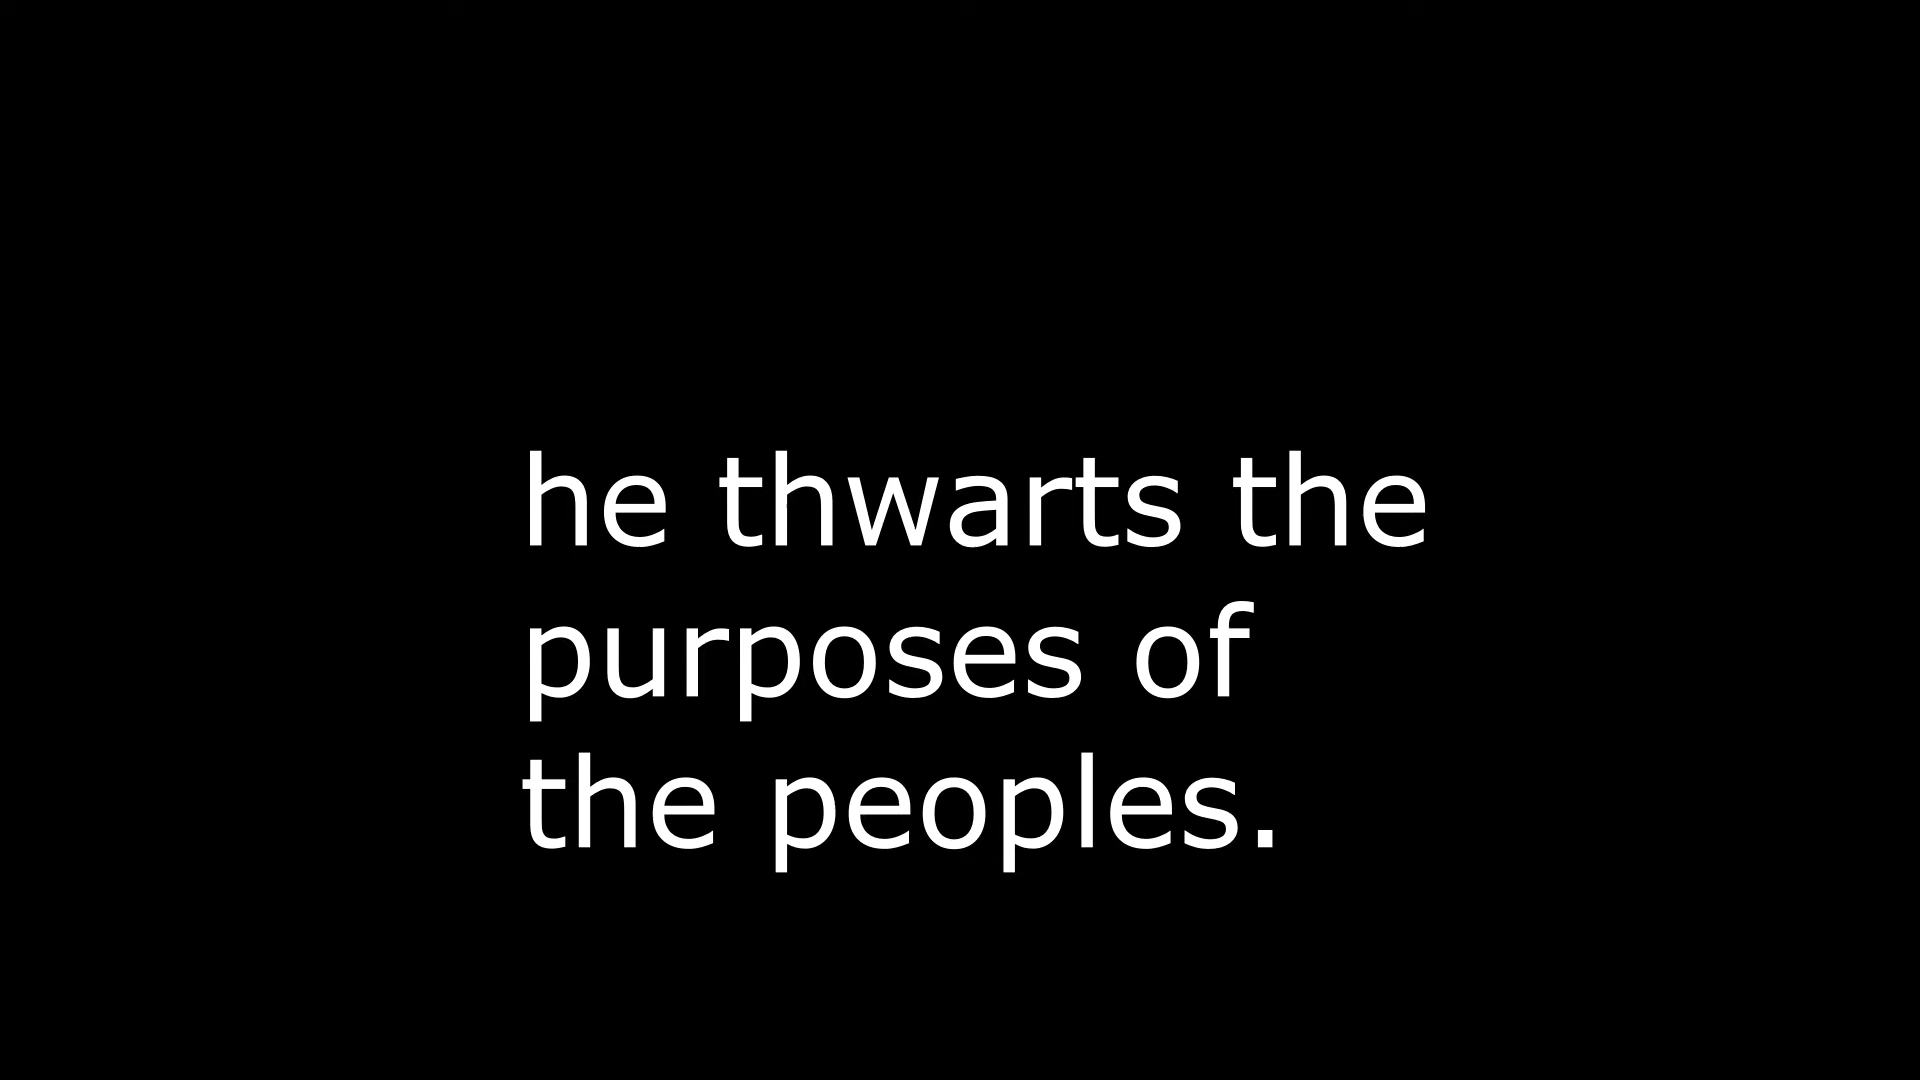 he thwarts the
purposes of
the peoples.